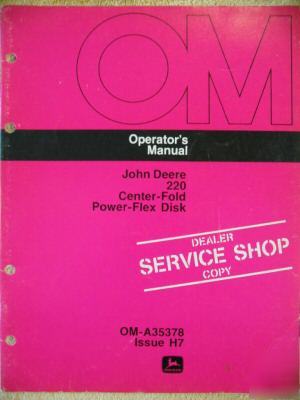 OM
Operator's
Manual
John Deere
220
Center-Fold
Power-Flex Disk
DEALER
SERVICE SHOP
COPY
OM-A35378
Issue H7